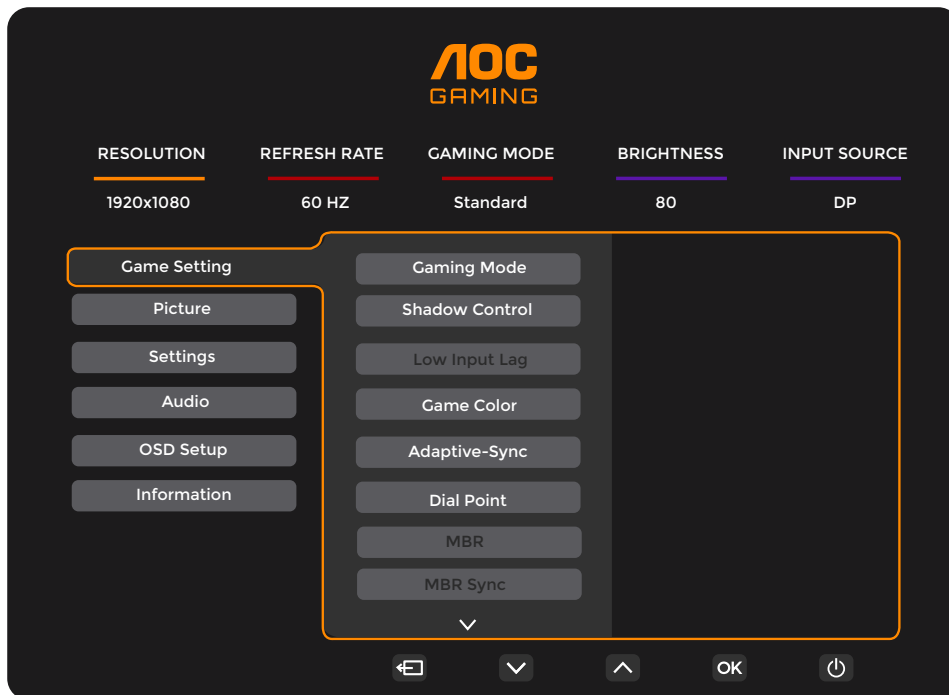 AOC
GAMING
RESOLUTION REFRESH RATE GAMING MODE BRIGHTNESS INPUT SOURCE
1920x1080 60 HZ Standard 80 DP
Game Setting
Picture
Settings
Audio
OSD Setup
Information
Gaming Mode
Shadow Control
Low Input Lag
Game Color
Adaptive-Sync
Dial Point
MBR
MBR Sync
OK